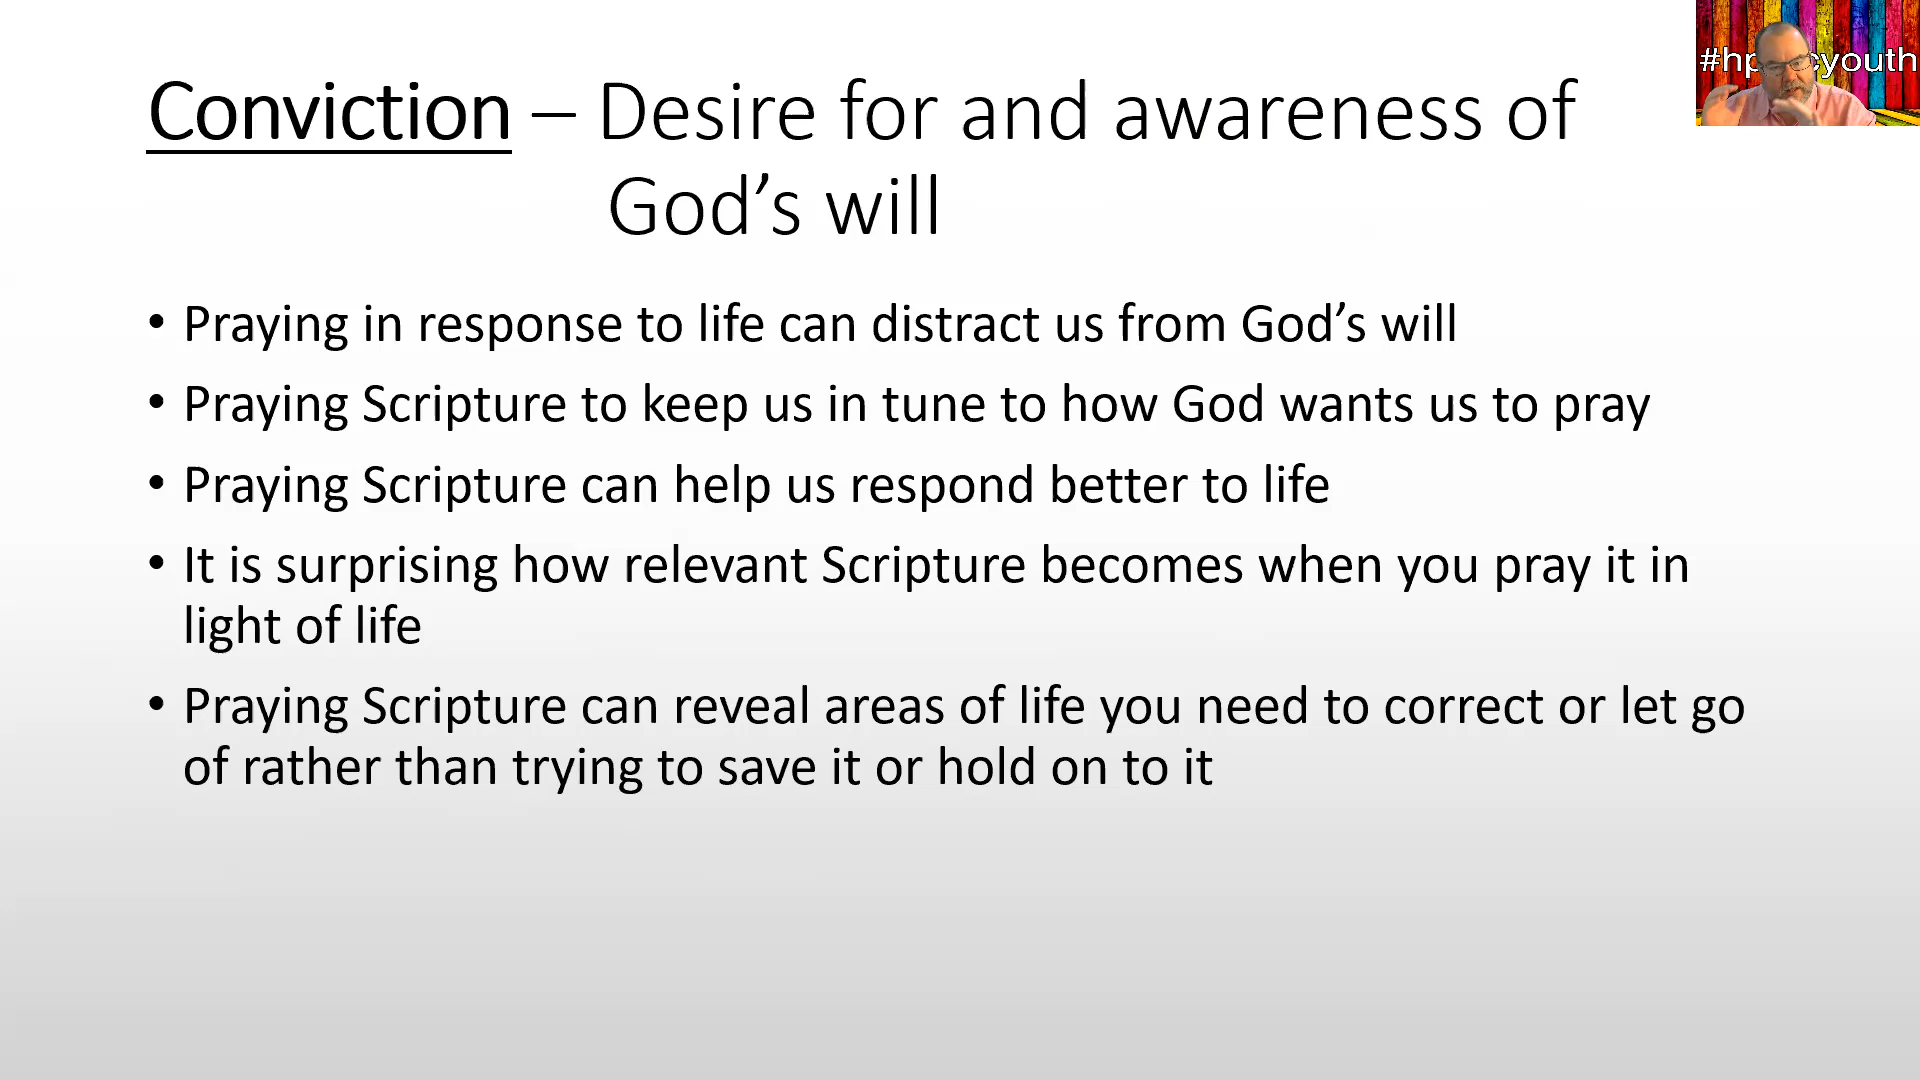 Conviction – Desire for and awareness of
God’s will
• Praying in response to life can distract us from God’s will
• Praying Scripture to keep us in tune to how God wants us to pray
• Praying Scripture can help us respond better to life
• It is surprising how relevant Scripture becomes when you pray it in
light of life
• Praying Scripture can reveal areas of life you need to correct or let go
of rather than trying to save it or hold on to it